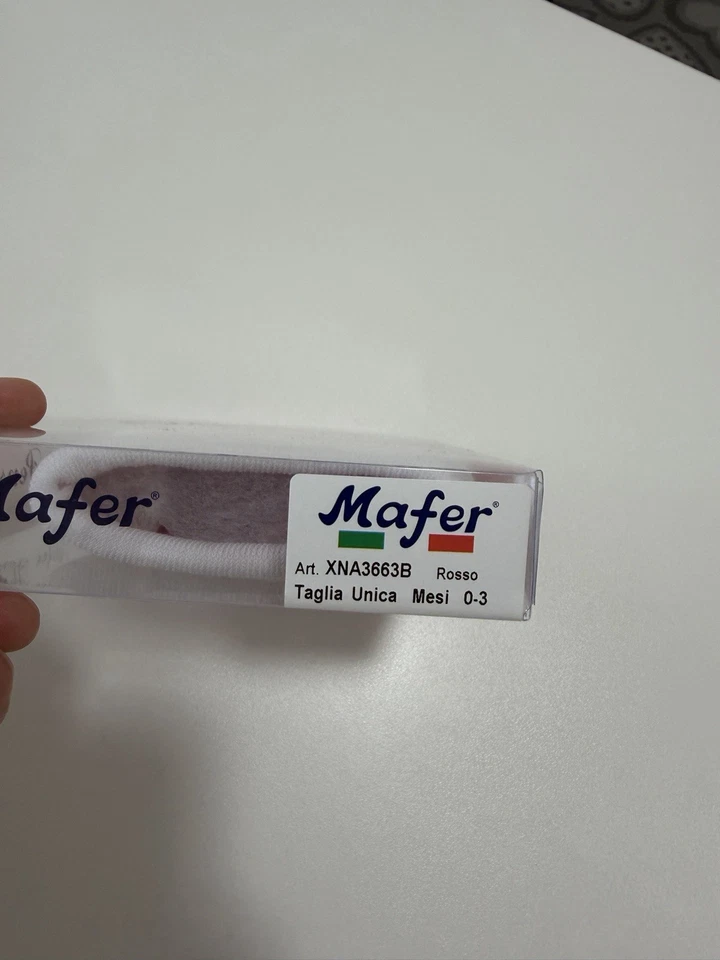 Mafer®
Mafer®
Art. XNA3663B Rosso
Taglia Unica Mesi 0-3